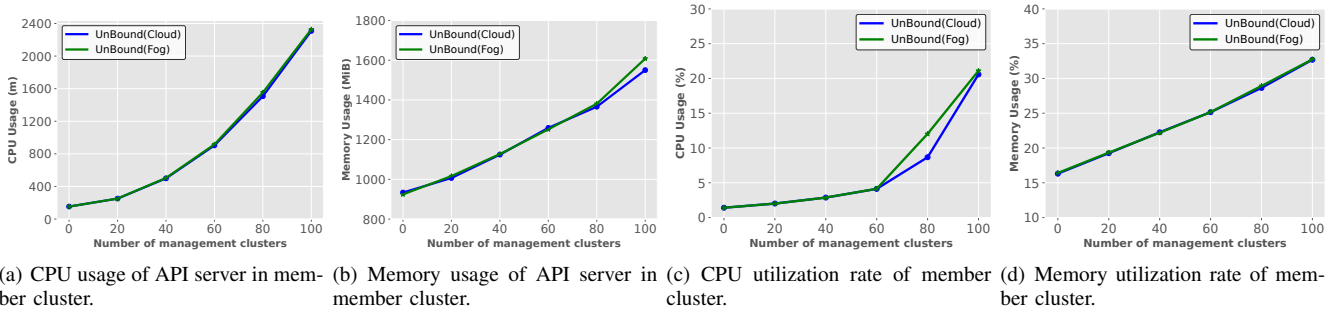 2400
2000
1600
1200
800
400
0
CPU Usage (m)
UnBound(Cloud)
UnBound(Fog)
0 20 40 60 80 100
Number of management clusters
1800
1600
1400
1200
1000
800
Memory Usage (MiB)
UnBound(Cloud)
UnBound(Fog)
0 20 40 60 80 100
Number of management clusters
30
25
20
15
10
5
0
CPU Usage (%)
UnBound(Cloud)
UnBound(Fog)
0 20 40 60 80 100
Number of management clusters
40
35
30
25
20
15
10
Memory Usage (%)
UnBound(Cloud)
UnBound(Fog)
0 20 40 60 80 100
Number of management clusters
(a) CPU usage of API server in mem-
ber cluster.
(b) Memory usage of API server in
member cluster.
(c) CPU utilization rate of member
cluster.
(d) Memory utilization rate of mem-
ber cluster.